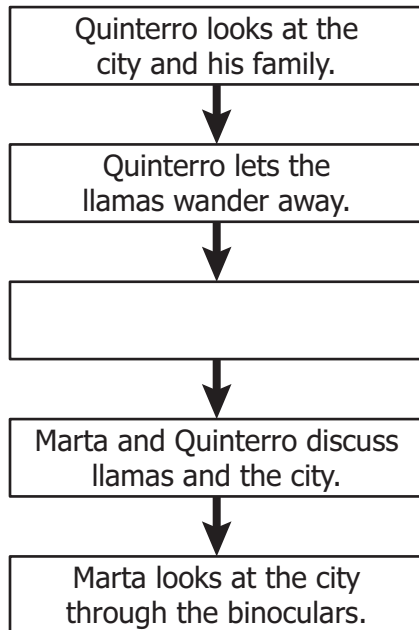 Quinterro looks at the
city and his family.
Quinterro lets the
llamas wander away.
Marta and Quinterro discuss
llamas and the city.
Marta looks at the city
through the binoculars.